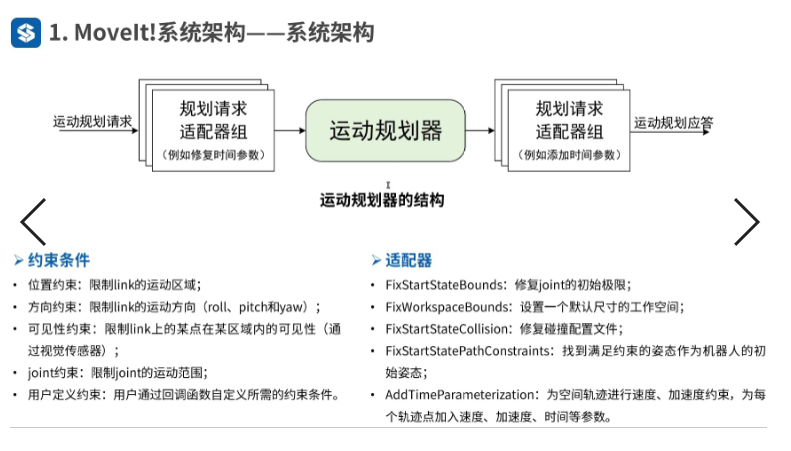 1. MoveIt!系统架构——系统架构
运动规划请求
规划请求
适配器组
（例如修复时间参数）
运动规划器
规划请求
适配器组
（例如添加时间参数）
运动规划应答
运动规划器的结构
➢ 约束条件
• 位置约束：限制link的运动区域；
• 方向约束：限制link的运动方向（roll、pitch和yaw）；
• 可见性约束：限制link上的某点在某区域内的可见性（通
过视觉传感器）；
• joint约束：限制joint的运动范围；
• 用户定义约束：用户通过回调函数自定义所需的约束条件。
➢ 适配器
• FixStartStateBounds：修复joint的初始极限；
• FixWorkspaceBounds：设置一个默认尺寸的工作空间；
• FixStartStateCollision：修复碰撞配置文件；
• FixStartStatePathConstraints：找到满足约束的姿态作为机器人的初
始姿态；
• AddTimeParameterization：为空间轨迹进行速度、加速度约束，为每
个轨迹点加入速度、加速度、时间等参数。